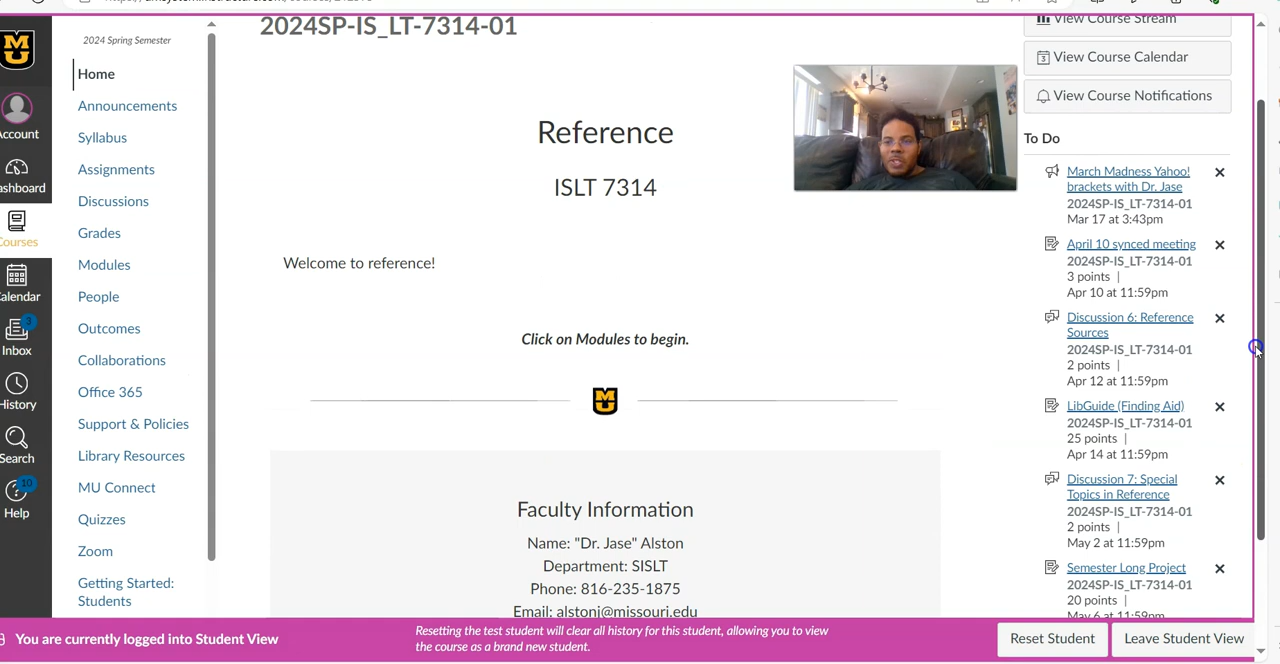 2024SP-IS_LT-7314-01
View Course Stream
2024 Spring Semester
Home
Announcements
Syllabus
Assignments
Discussions
Grades
Modules
People
Outcomes
Collaborations
Office 365
Support & Policies
Library Resources
MU Connect
Quizzes
Zoom
Getting Started:
Students
Account
Dashboard
Courses
Calendar
3
Inbox
History
Search
10
Help
Reference
ISLT 7314
Welcome to reference!
Click on Modules to begin.
Faculty Information
Name: "Dr. Jase" Alston
Department: SISLT
Phone: 816-235-1875
Email: alstonj@missouri.edu
3 View Course Calendar
View Course Notifications
To Do
March Madness Yahoo!
brackets with Dr. Jase
2024SP-IS_LT-7314-01
Mar 17 at 3:43pm
April 10 synced meeting
2024SP-IS_LT-7314-01
3 points |
Apr 10 at 11:59pm
Discussion 6: Reference
Sources
2024SP-IS_LT-7314-01
2 points |
Apr 12 at 11:59pm
LibGuide (Finding Aid)
2024SP-IS_LT-7314-01
25 points |
Apr 14 at 11:59pm
Discussion 7: Special
Topics in Reference
2024SP-IS_LT-7314-01
2 points |
May 2 at 11:59pm
Semester Long Project
2024SP-IS_LT-7314-01
20 points |
May 6 at 11:59pm
You are currently logged into Student View
Resetting the test student will clear all history for this student, allowing you to view
the course as a brand new student.
Reset Student
Leave Student View